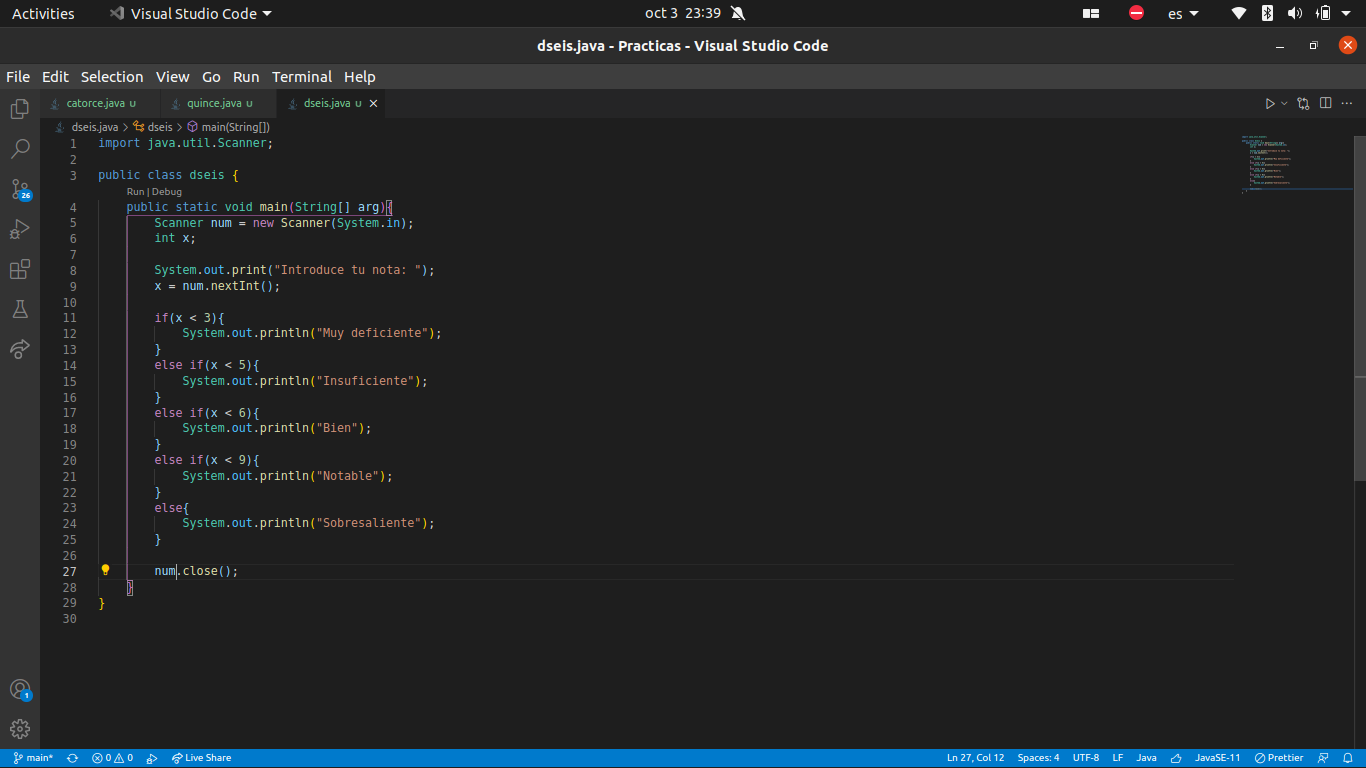 Activities Visual Studio Code oct 3 23:39 es
dseis.java - Practicas - Visual Studio Code
File Edit Selection View Go Run Terminal Help
catorce.java U quince.java U dseis.java U
dseis.java > dseis > main(String[])
1 import java.util.Scanner;
2
3 public class dseis {
Run | Debug
4 public static void main(String[] arg){
5 Scanner num = new Scanner(System.in);
6 int x;
7
8 System.out.print("Introduce tu nota: ");
9 x = num.nextInt();
10
11 if(x < 3){
12 System.out.println("Muy deficiente");
13 }
14 else if(x < 5){
15 System.out.println("Insuficiente");
16 }
17 else if(x < 6){
18 System.out.println("Bien");
19 }
20 else if(x < 9){
21 System.out.println("Notable");
22 }
23 else{
24 System.out.println("Sobresaliente");
25 }
26
27 num.close();
28 }
29 }
30
26
1
main* 0 0 Live Share Ln 27, Col 12 Spaces: 4 UTF-8 LF Java JavaSE-11 Prettier